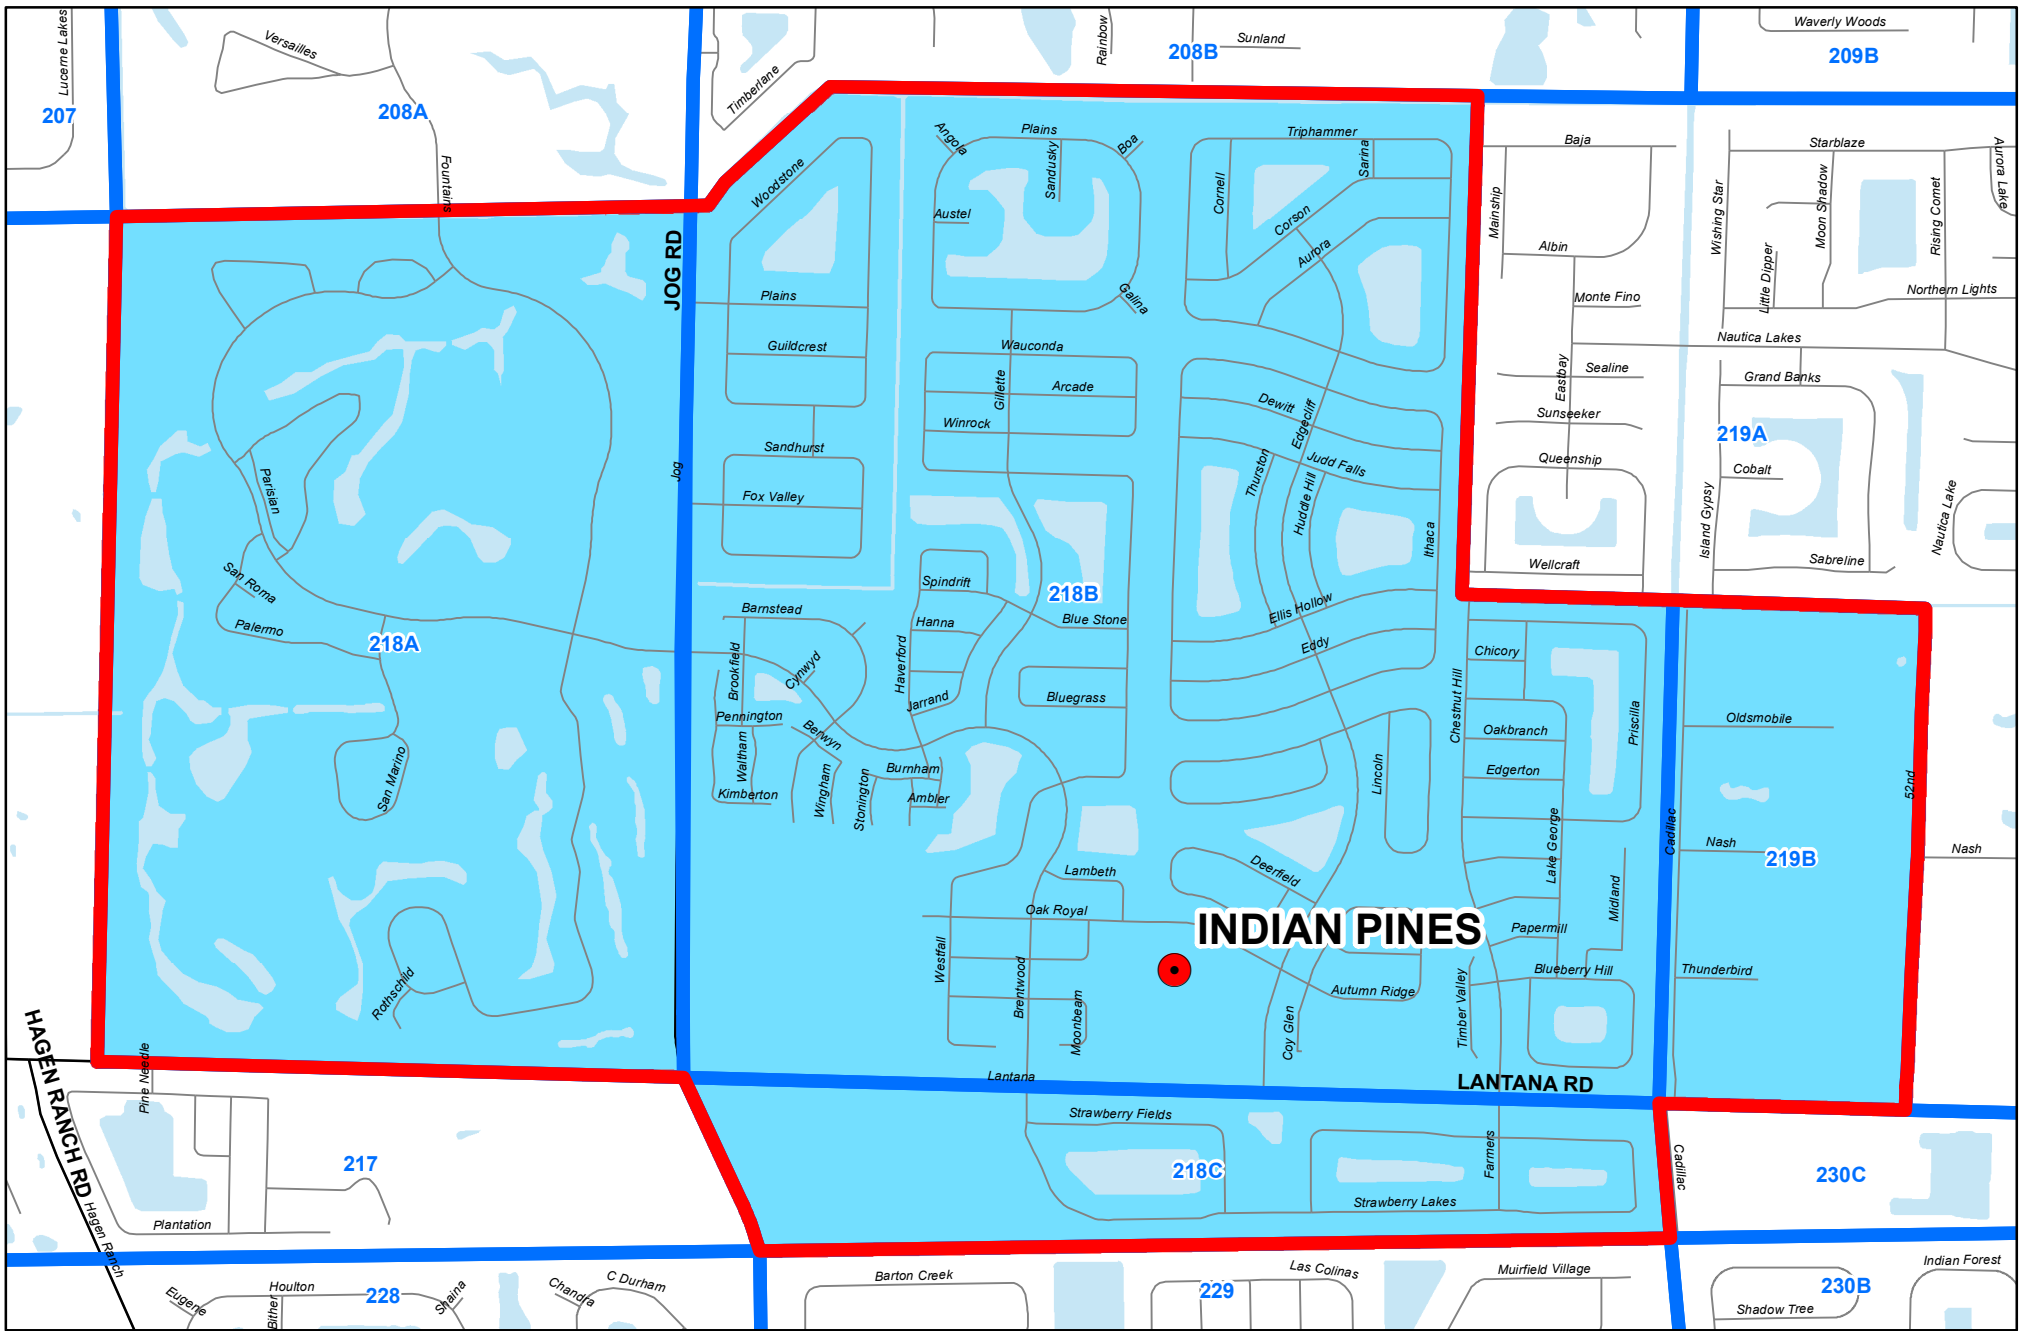 Lucerne Lakes
Versailles
Rainbow
Sunland
Waverly Woods
208B
209B
Timberlane
207
208A
Fountains
Angola
Plains
Boa
Sandusky
Triphammer
Sarina
Baja
Starblaze
Aurora Lake
Woodstone
Cornell
Mainship
Wishing Star
Moon Shadow
Rising Comet
Austel
Corson
Aurora
Albin
Little Dipper
JOG RD
Plains
Galina
Monte Fino
Northern Lights
Guildcrest
Wauconda
Nautica Lakes
Gillette
Arcade
Eastbay
Sealine
Grand Banks
Dewitt
Edgecliff
Winrock
Sunseeker
219A
Sandhurst
Jog
Judd Falls
Thurston
Huddle Hill
Queenship
Cobalt
Parisian
Fox Valley
Ithaca
Island Gypsy
Nautica Lake
Wellcraft
Sabreline
San Roma
Spindrift
218B
Barnstead
Ellis Hollow
Palermo
218A
Hanna
Blue Stone
Eddy
Brookfield
Cynwyd
Haverford
Chicory
Chestnut Hill
Jarrand
Bluegrass
Priscilla
Pennington
Berwyn
Oldsmobile
Oakbranch
Waltham
San Marino
Wingham
Stonington
Burnham
Lincoln
Edgerton
52nd
Kimberton
Ambler
Lake George
Cadillac
Nash
219B
Nash
Lambeth
Deerfield
Midland
Oak Royal
INDIAN PINES
Papermill
Westfall
Brentwood
Rothschild
Moonbeam
Autumn Ridge
Coy Glen
Timber Valley
Blueberry Hill
Thunderbird
HAGEN RANCH RD
Pine Needle
Lantana
LANTANA RD
Strawberry Fields
Farmers
217
218C
Cadillac
230C
Strawberry Lakes
Plantation
Hagen Ranch
Eugene
Houlton
Bither
228
Shaina
Chandra
C Durham
Barton Creek
229
Las Colinas
Muirfield Village
Indian Forest
230B
Shadow Tree